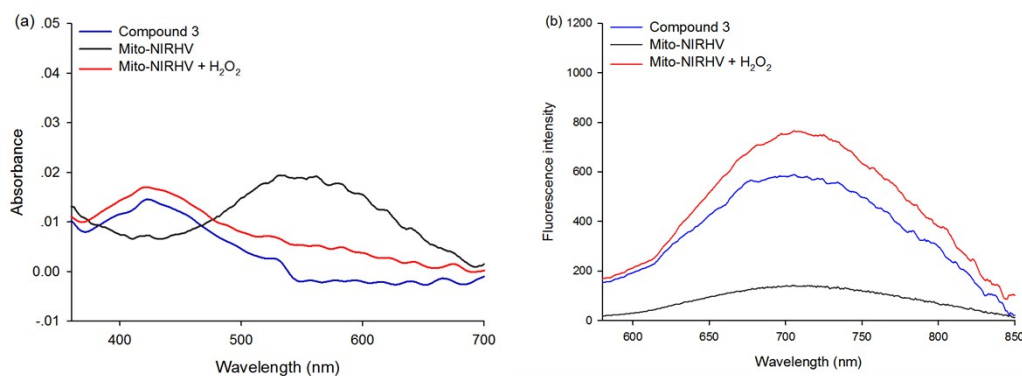 (a)
Compound 3
Mito-NIRHV
Mito-NIRHV + H₂O₂
.05
.04
.03
.02
.01
0.00
-.01
Absorbance
400
500
600
700
Wavelength (nm)
(b)
Compound 3
Mito-NIRHV
Mito-NIRHV + H₂O₂
1200
1000
800
600
400
200
0
Fluorescence intensity
600
650
700
750
800
850
Wavelength (nm)